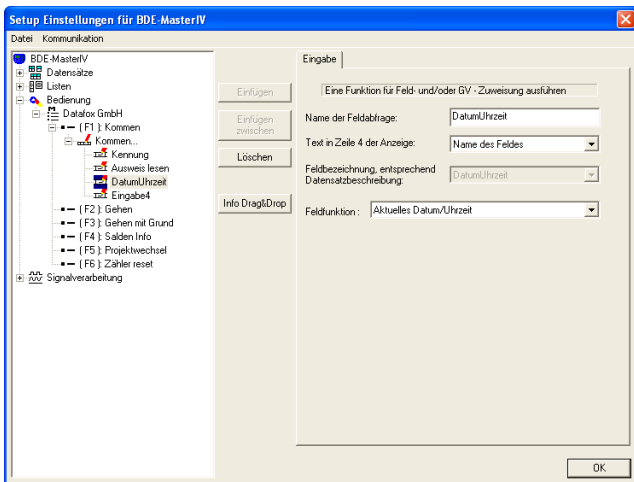 Setup Einstellungen für BDE-MasterIV
Datei Kommunikation
BDE-MasterIV
Datensätze
Listen
Bedienung
Datafox GmbH
( F1 ): Kommen
Kommen...
Kennung
Ausweis lesen
DatumUhrzeit
Eingabe4
( F2 ): Gehen
( F3 ): Gehen mit Grund
( F4 ): Salden Info
( F5 ): Projektwechsel
( F6 ): Zähler reset
Signalverarbeitung
Einfügen
Einfügen
zwischen
Löschen
Info Drag&Drop
Eingabe
Eine Funktion für Feld- und/oder GV - Zuweisung ausführen
Name der Feldabfrage: DatumUhrzeit
Text in Zeile 4 der Anzeige: Name des Feldes
Feldbezeichnung, entsprechend
Datensatzbeschreibung: DatumUhrzeit
Feldfunktion : Aktuelles Datum/Uhrzeit
OK